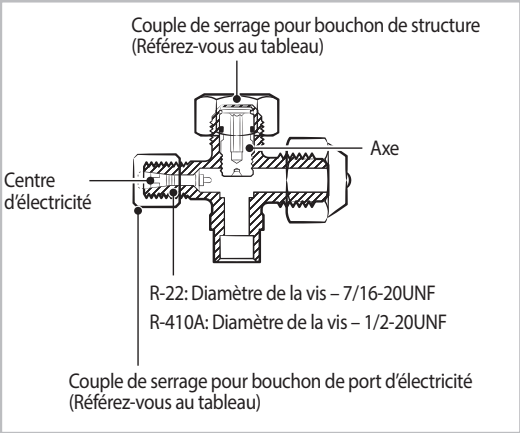 Couple de serrage pour bouchon de structure
(Référez-vous au tableau)
Axe
Centre
d'électricité
R-22: Diamètre de la vis – 7/16-20UNF
R-410A: Diamètre de la vis – 1/2-20UNF
Couple de serrage pour bouchon de port d'électricité
(Référez-vous au tableau)